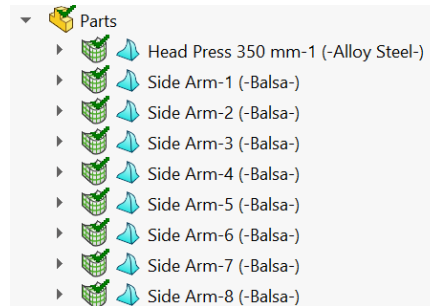 Parts
Head Press 350 mm-1 (-Alloy Steel-)
Side Arm-1 (-Balsa-)
Side Arm-2 (-Balsa-)
Side Arm-3 (-Balsa-)
Side Arm-4 (-Balsa-)
Side Arm-5 (-Balsa-)
Side Arm-6 (-Balsa-)
Side Arm-7 (-Balsa-)
Side Arm-8 (-Balsa-)